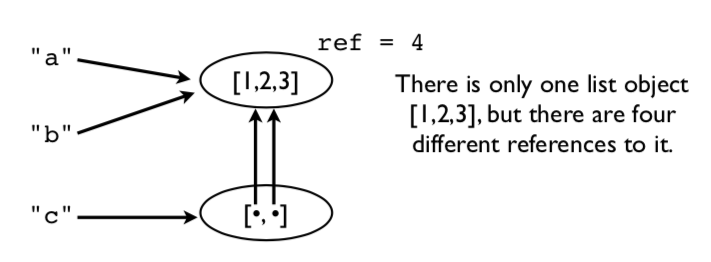 ref = 4
"a"
[1,2,3]
There is only one list object
[1,2,3], but there are four
different references to it.
"b"
"c"
[•, •]